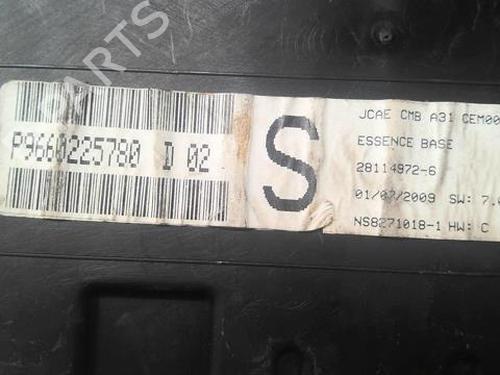 PARTS
P9660225780 D 02
S
JCAE CMB A31 CEM00
ESSENCE BASE
28114972-6
01/07/2009 SW: 7.0
NS8271018-1 HW: C